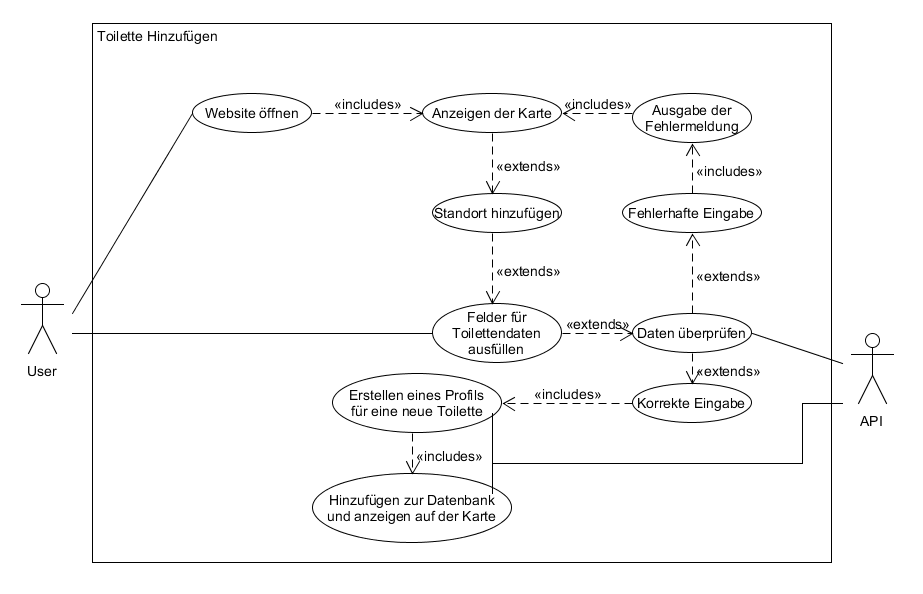 Toilette Hinzufügen
Website öffnen
«includes»
Anzeigen der Karte
«includes»
Ausgabe der
Fehlermeldung
«extends»
«includes»
Standort hinzufügen
Fehlerhafte Eingabe
«extends»
«extends»
Felder für
Toilettendaten
ausfüllen
«extends»
Daten überprüfen
User
API
«extends»
Erstellen eines Profils
für eine neue Toilette
«includes»
Korrekte Eingabe
«includes»
Hinzufügen zur Datenbank
und anzeigen auf der Karte